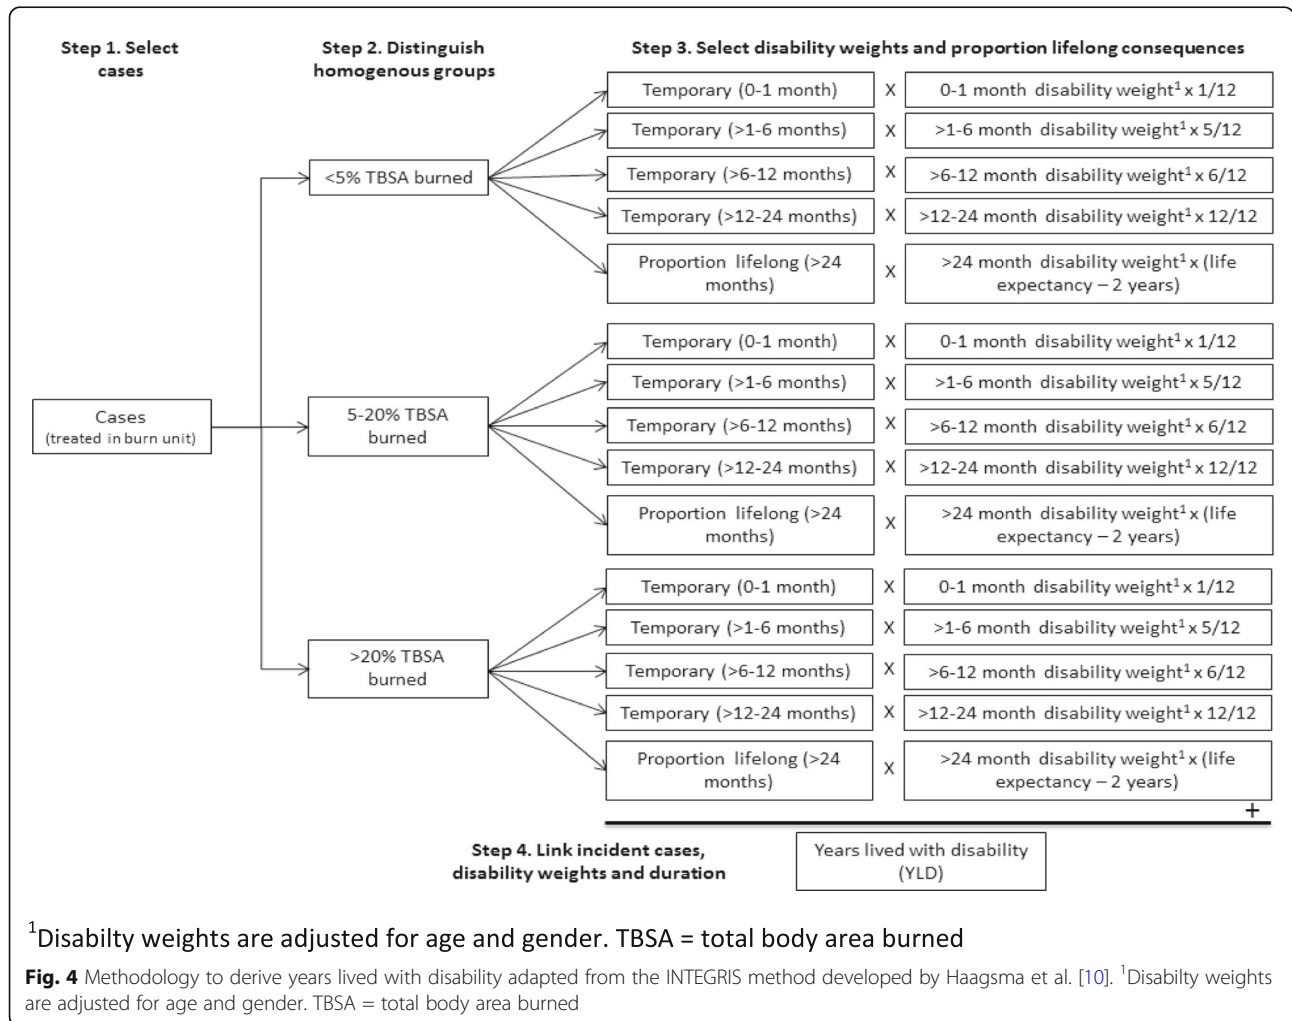 Step 1. Select
cases
Step 2. Distinguish
homogenous groups
Step 3. Select disability weights and proportion lifelong consequences
Cases
(treated in burn unit)
<5% TBSA burned
Temporary (0-1 month) X 0-1 month disability weight¹ x 1/12
Temporary (>1-6 months) X >1-6 month disability weight¹ x 5/12
Temporary (>6-12 months) X >6-12 month disability weight¹ x 6/12
Temporary (>12-24 months) X >12-24 month disability weight¹ x 12/12
Proportion lifelong (>24
months)
X
>24 month disability weight¹ x (life
expectancy – 2 years)
5-20% TBSA
burned
Temporary (0-1 month) X 0-1 month disability weight¹ x 1/12
Temporary (>1-6 months) X >1-6 month disability weight¹ x 5/12
Temporary (>6-12 months) X >6-12 month disability weight¹ x 6/12
Temporary (>12-24 months) X >12-24 month disability weight¹ x 12/12
Proportion lifelong (>24
months)
X
>24 month disability weight¹ x (life
expectancy – 2 years)
>20% TBSA
burned
Temporary (0-1 month) X 0-1 month disability weight¹ x 1/12
Temporary (>1-6 months) X >1-6 month disability weight¹ x 5/12
Temporary (>6-12 months) X >6-12 month disability weight¹ x 6/12
Temporary (>12-24 months) X >12-24 month disability weight¹ x 12/12
Proportion lifelong (>24
months)
X
>24 month disability weight¹ x (life
expectancy – 2 years)
+
Step 4. Link incident cases,
disability weights and duration
Years lived with disability
(YLD)
¹Disabilty weights are adjusted for age and gender. TBSA = total body area burned
Fig. 4 Methodology to derive years lived with disability adapted from the INTEGRIS method developed by Haagsma et al. [10]. ¹Disabilty weights
are adjusted for age and gender. TBSA = total body area burned